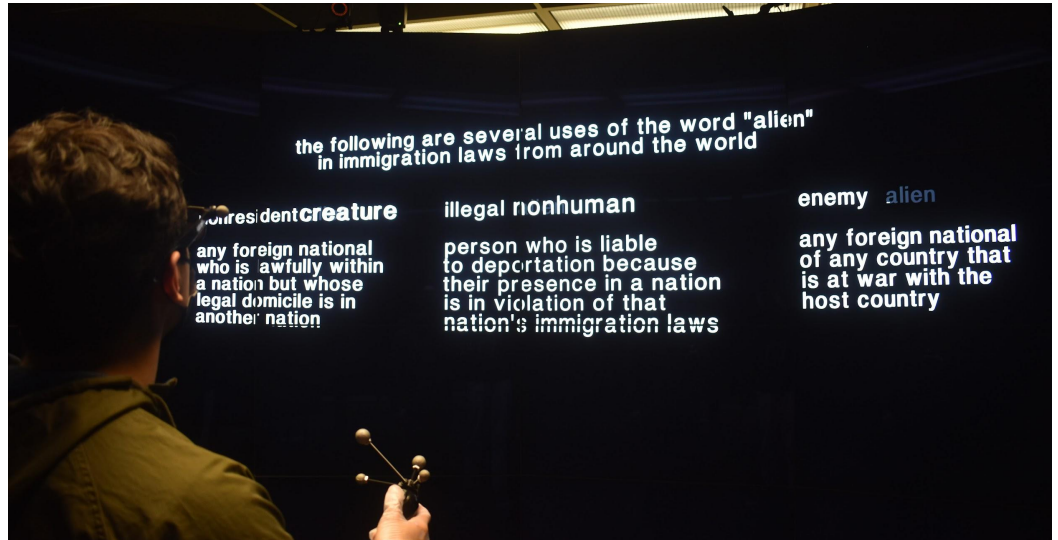 the following are several uses of the word "alien"
in immigration laws from around the world
nonresident creature
any foreign national
who is lawfully within
a nation but whose
legal domicile is in
another nation
illegal nonhuman
person who is liable
to deportation because
their presence in a nation
is in violation of that
nation's immigration laws
enemy alien
any foreign national
of any country that
is at war with the
host country